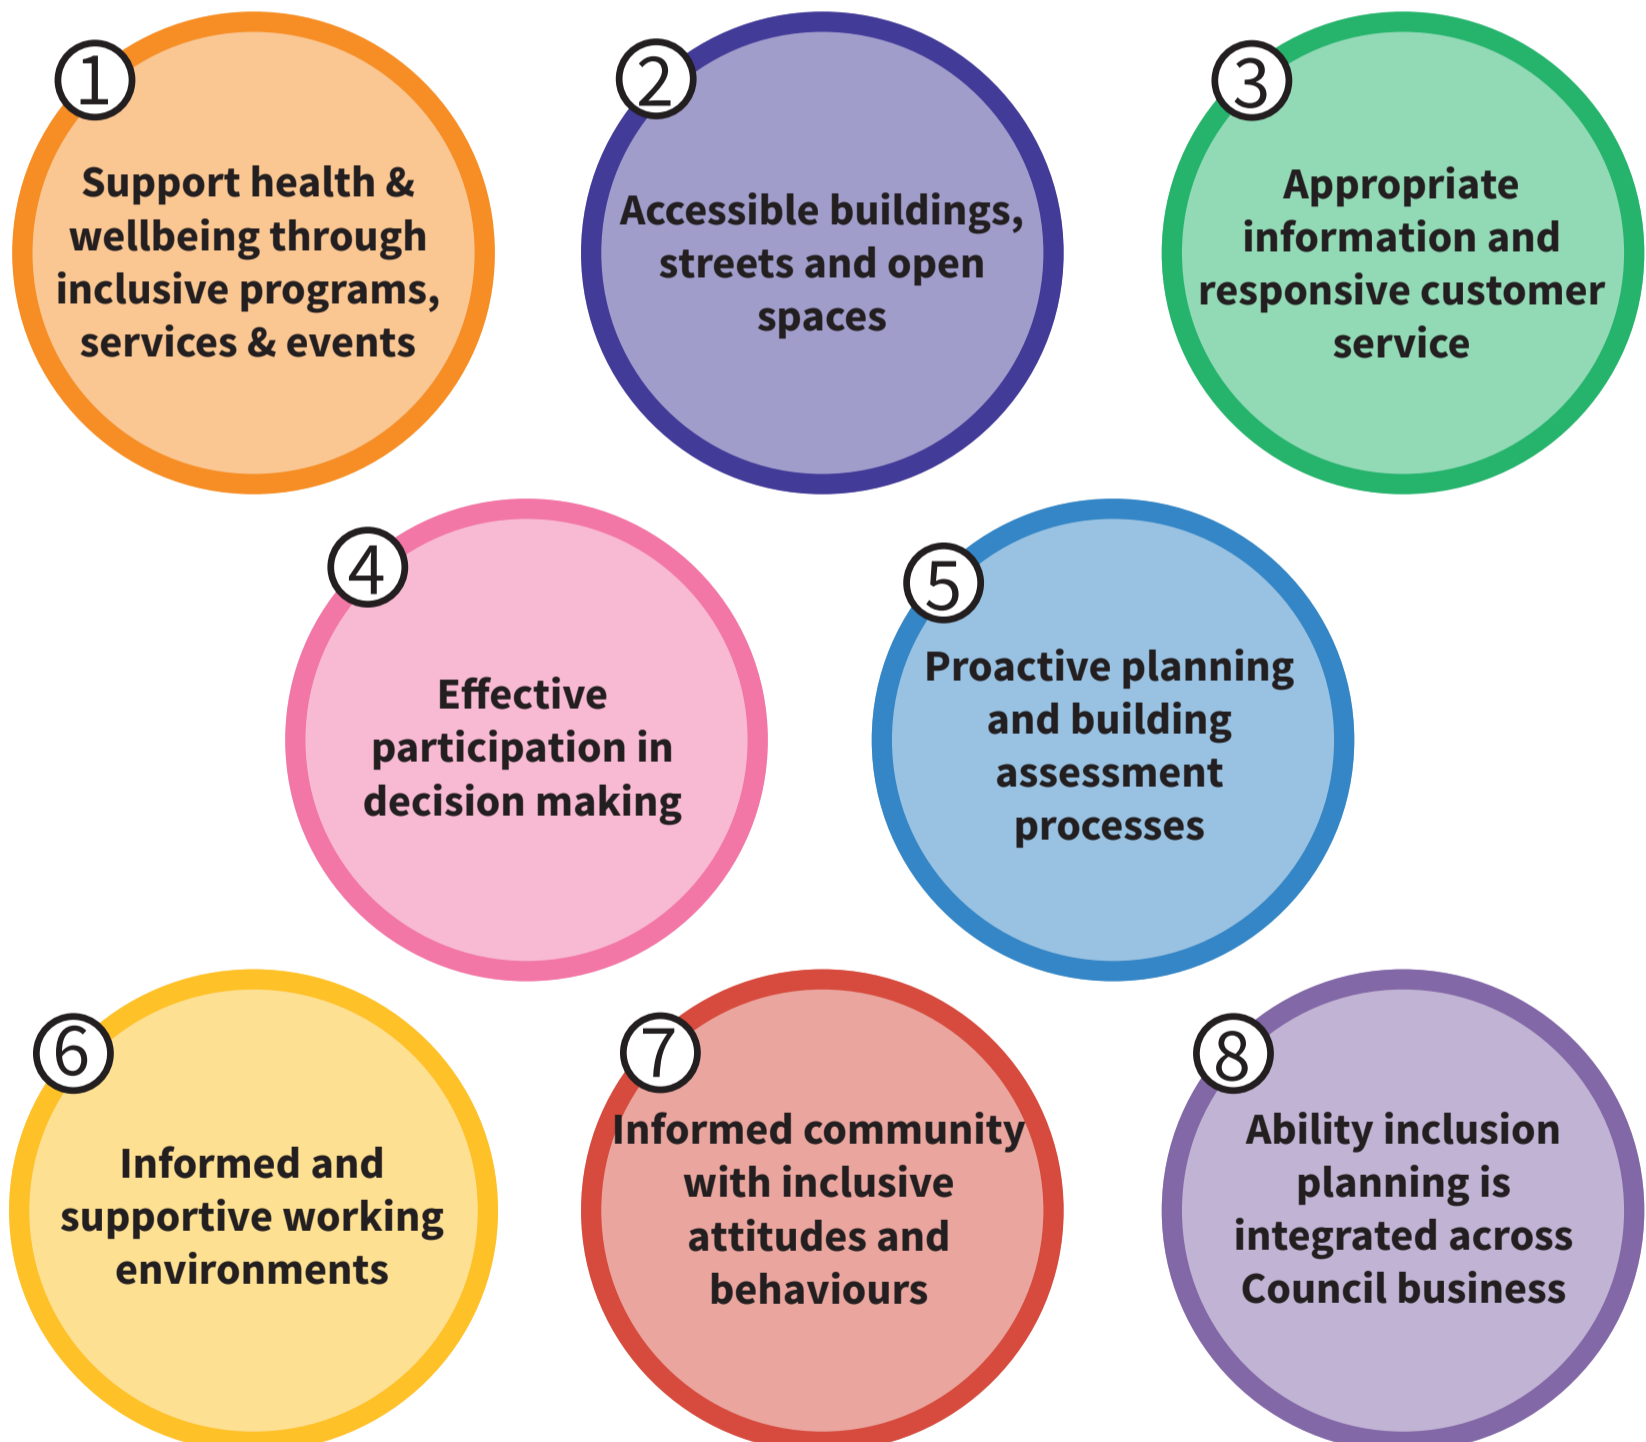 1
Support health &
wellbeing through
inclusive programs,
services & events
2
Accessible buildings,
streets and open
spaces
3
Appropriate
information and
responsive customer
service
4
Effective
participation in
decision making
5
Proactive planning
and building
assessment
processes
6
Informed and
supportive working
environments
7
Informed community
with inclusive
attitudes and
behaviours
8
Ability inclusion
planning is
integrated across
Council business